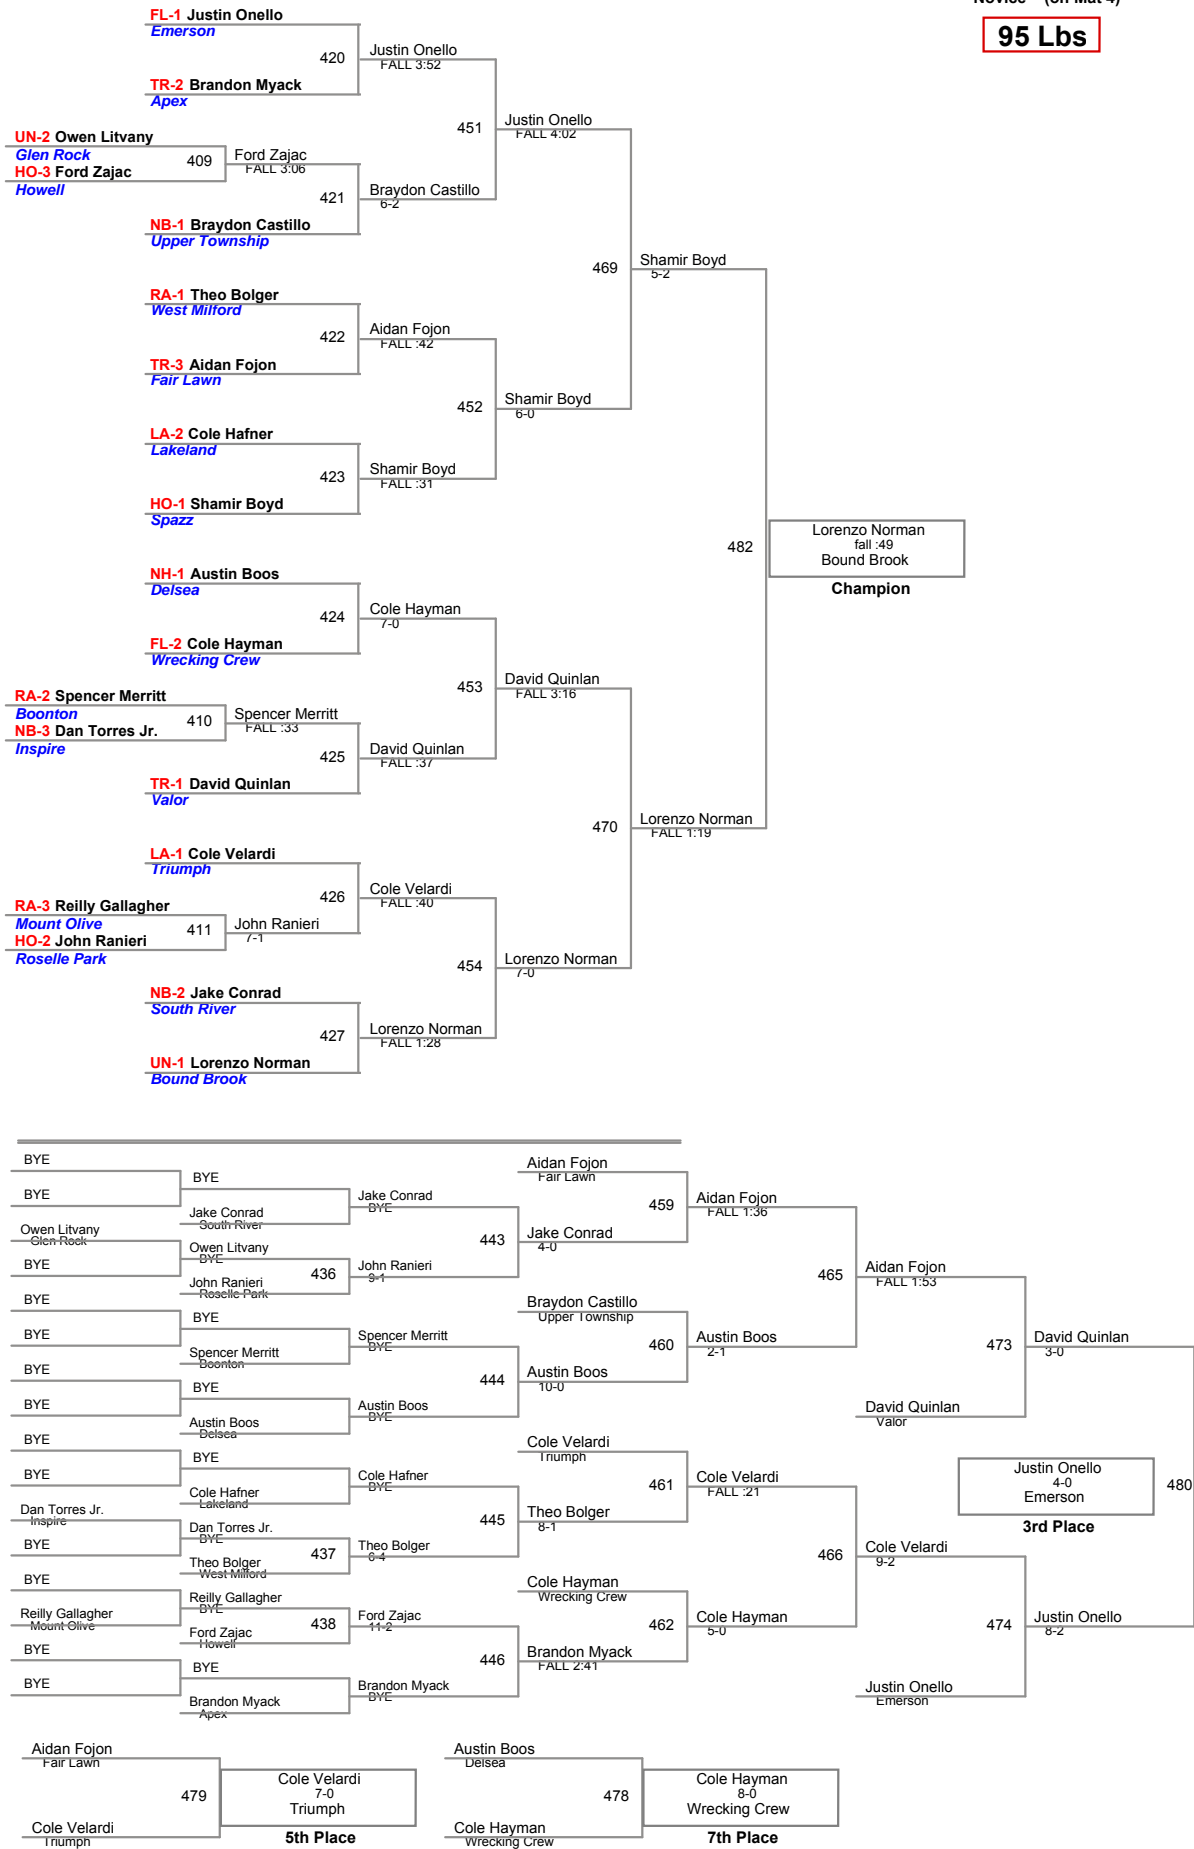 Novice (on Mat 4)
95 Lbs
FL-1 Justin Onello
Emerson
420
Justin Onello
FALL 3:52
TR-2 Brandon Myack
Apex
451
Justin Onello
FALL 4:02
UN-2 Owen Litvany
Glen Rock
409
Ford Zajac
FALL 3:06
HO-3 Ford Zajac
Howell
421
Braydon Castillo
6-2
NB-1 Braydon Castillo
Upper Township
469
Shamir Boyd
5-2
RA-1 Theo Bolger
West Milford
422
Aidan Fojon
FALL :42
TR-3 Aidan Fojon
Fair Lawn
452
Shamir Boyd
6-0
LA-2 Cole Hafner
Lakeland
423
Shamir Boyd
FALL :31
HO-1 Shamir Boyd
Spazz
482
Lorenzo Norman
fall :49
Bound Brook
Champion
NH-1 Austin Boos
Delsea
424
Cole Hayman
7-0
FL-2 Cole Hayman
Wrecking Crew
453
David Quinlan
FALL 3:16
RA-2 Spencer Merritt
Boonton
410
Spencer Merritt
FALL :33
NB-3 Dan Torres Jr.
Inspire
425
David Quinlan
FALL :37
TR-1 David Quinlan
Valor
470
Lorenzo Norman
FALL 1:19
LA-1 Cole Velardi
Triumph
426
Cole Velardi
FALL :40
RA-3 Reilly Gallagher
Mount Olive
411
John Ranieri
7-1
HO-2 John Ranieri
Roselle Park
454
Lorenzo Norman
7-0
NB-2 Jake Conrad
South River
427
Lorenzo Norman
FALL 1:28
UN-1 Lorenzo Norman
Bound Brook
BYE
BYE
BYE
Jake Conrad
South River
Jake Conrad
BYE
Owen Litvany
Glen Rock
BYE
Owen Litvany
BYE
436
John Ranieri
Roselle Park
John Ranieri
9-1
443
Jake Conrad
4-0
Aidan Fojon
Fair Lawn
459
Aidan Fojon
FALL 1:36
BYE
BYE
BYE
Spencer Merritt
Boonton
Spencer Merritt
BYE
BYE
BYE
BYE
Austin Boos
Delsea
Austin Boos
BYE
444
Austin Boos
10-0
Braydon Castillo
Upper Township
460
Austin Boos
2-1
465
Aidan Fojon
FALL 1:53
473
David Quinlan
3-0
David Quinlan
Valor
BYE
BYE
BYE
Cole Hafner
Lakeland
Cole Hafner
BYE
Dan Torres Jr.
Inspire
BYE
Dan Torres Jr.
BYE
437
Theo Bolger
West Milford
Theo Bolger
6-4
445
Theo Bolger
8-1
Cole Velardi
Triumph
461
Cole Velardi
FALL :21
Justin Onello
4-0
Emerson
3rd Place
480
BYE
Reilly Gallagher
Mount Olive
Reilly Gallagher
BYE
438
Ford Zajac
Howell
Ford Zajac
11-2
BYE
BYE
BYE
Brandon Myack
Apex
Brandon Myack
BYE
446
Brandon Myack
FALL 2:41
Cole Hayman
Wrecking Crew
462
Cole Hayman
5-0
466
Cole Velardi
9-2
474
Justin Onello
8-2
Justin Onello
Emerson
Aidan Fojon
Fair Lawn
479
Cole Velardi
7-0
Triumph
5th Place
Cole Velardi
Triumph
Austin Boos
Delsea
478
Cole Hayman
8-0
Wrecking Crew
7th Place
Cole Hayman
Wrecking Crew